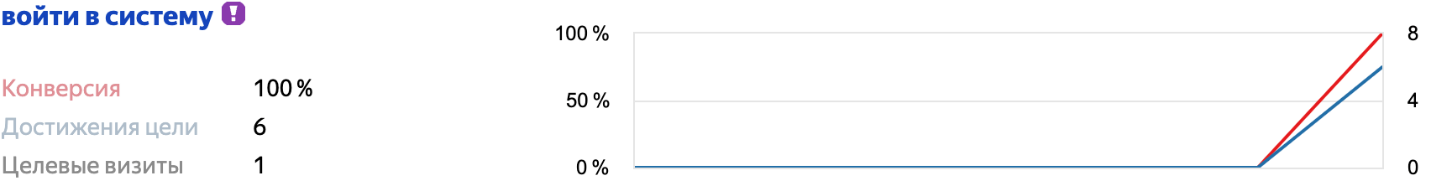 войти в систему !
Конверсия 100 %
Достижения цели 6
Целевые визиты 1
100 % 8
50 % 4
0 % 0